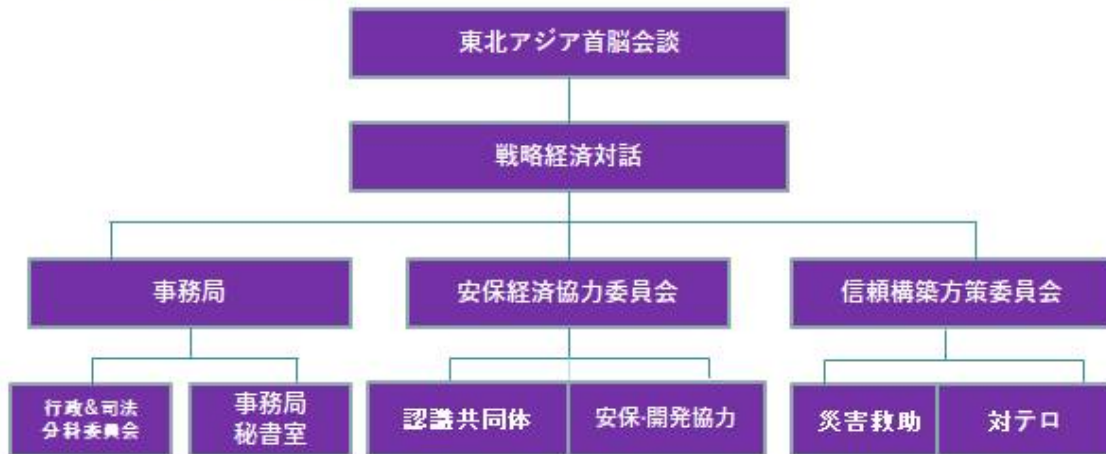 東北アジア首脳会談
戦略経済対話
事務局
安保経済協力委員会
信頼構築方策委員会
行政&司法
分科委員会
事務局
秘書室
認識共同体
安保·開発協力
災害救助
対テロ